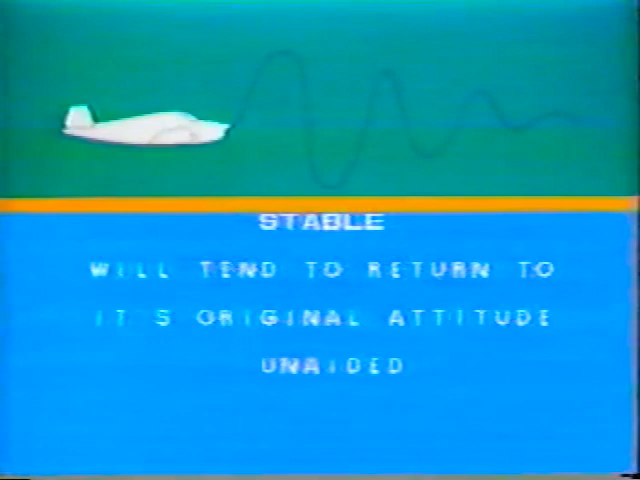 STABLE
WILL TEND TO RETURN TO
IT'S ORIGINAL ATTITUDE
UNAIDED